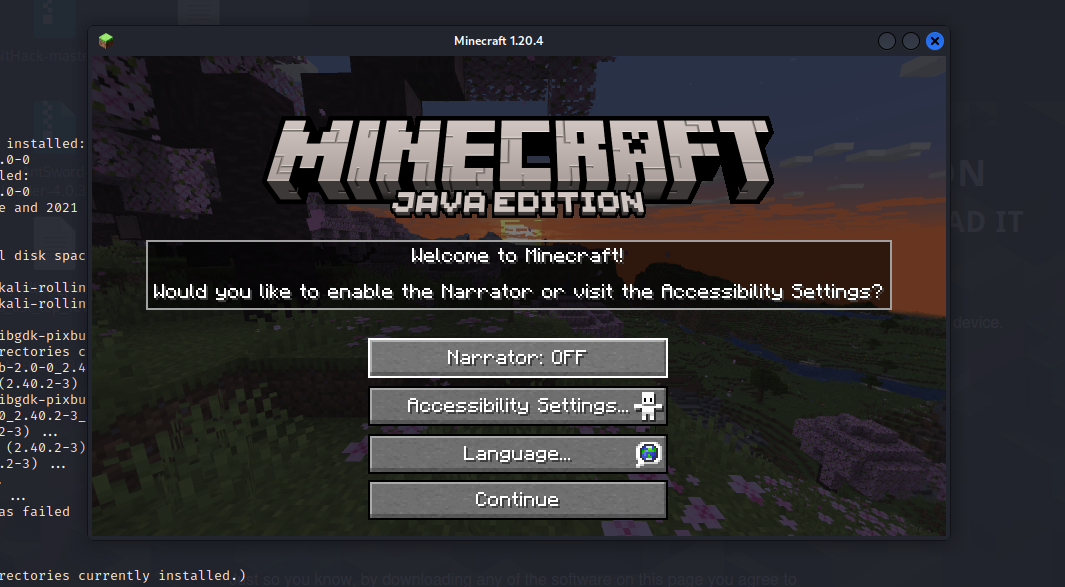 Minecraft 1.20.4
MINECRAFT
JAVA EDITION
Welcome to Minecraft!
Would you like to enable the Narrator or visit the Accessibility Settings?
Narrator: OFF
Accessibility Settings...
Language...
Continue
installed:
.0-0
led:
.0-0
e and 2021
l disk spac
kali-rollin
kali-rollin
ibgdk-pixbu
rectories c
b-2.0-0_2.4
(2.40.2-3)
ibgdk-pixbu
0_2.40.2-3_
2-3) ...
(2.40.2-3)
.2-3) ...
...
as failed
rectories currently installed.)
ON
AD IT
device.
st so you know, by downloading any of the software on this page you agree to